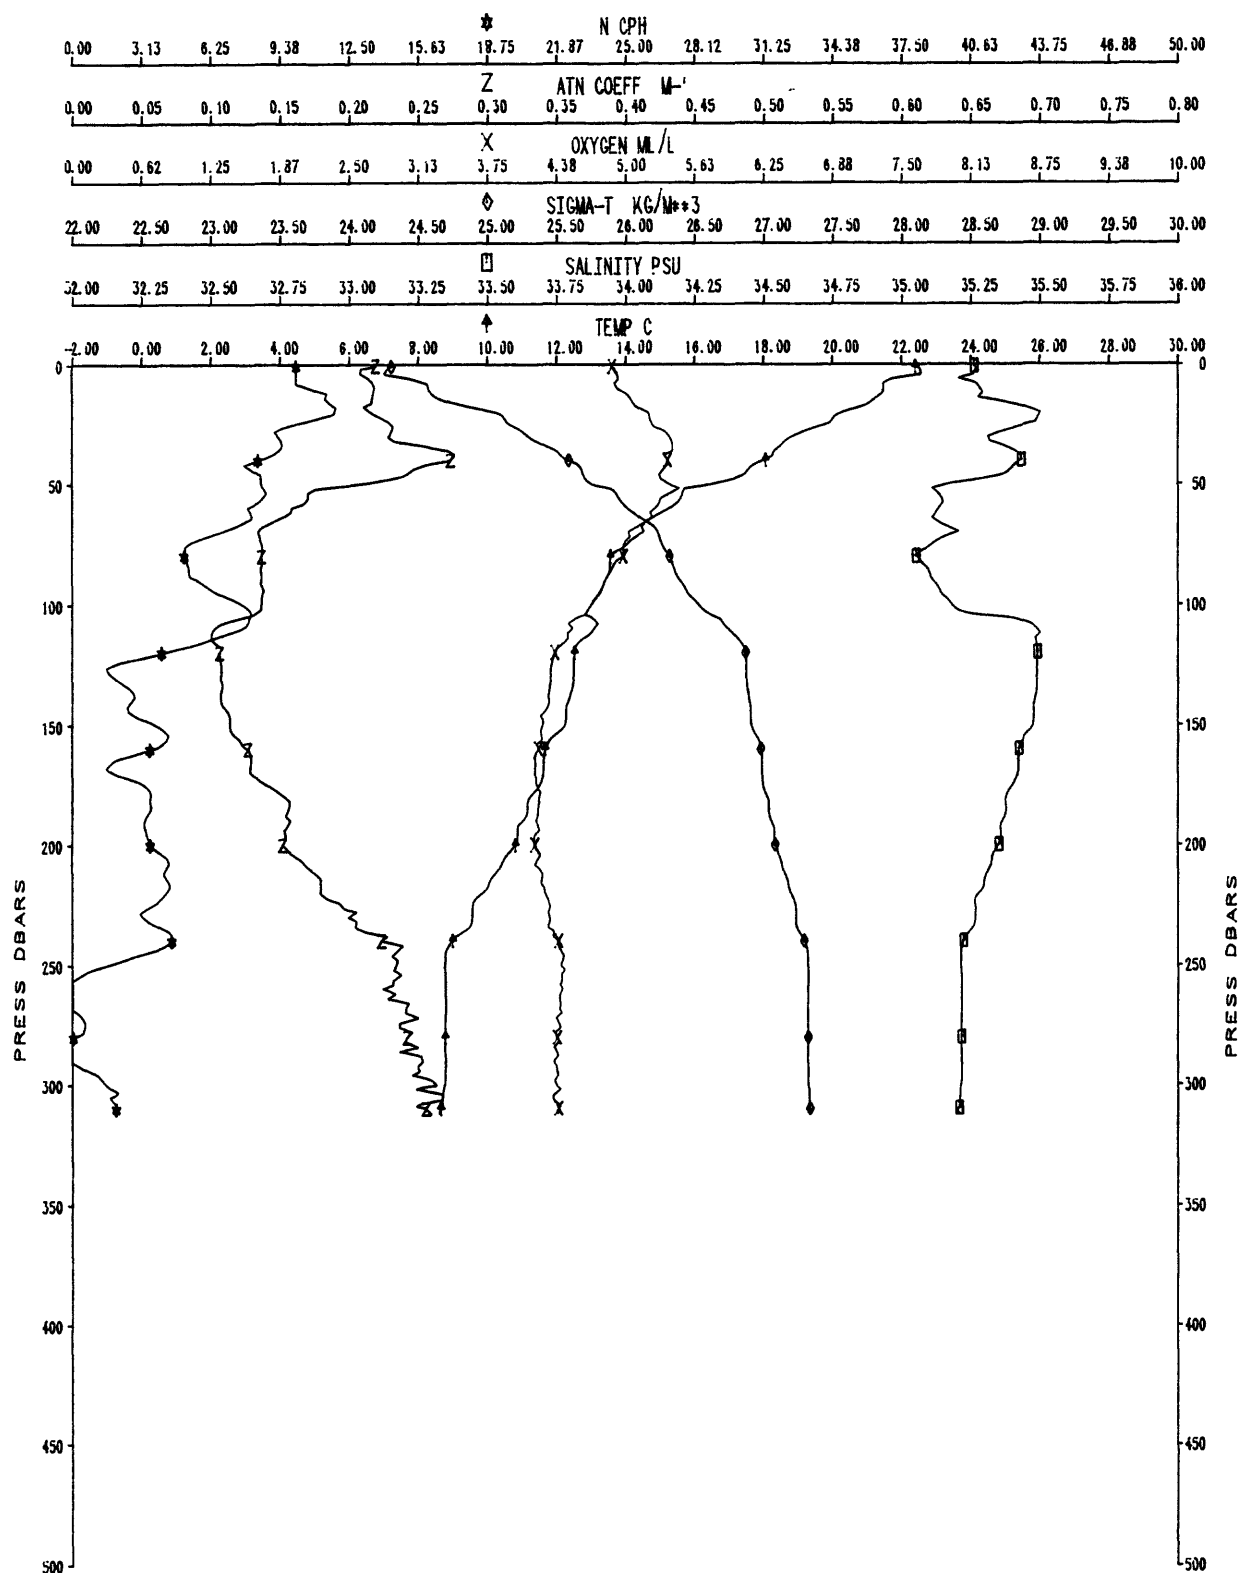 N CPH
0.00 3.13 6.25 9.38 12.50 15.63 18.75 21.87 25.00 28.12 31.25 34.38 37.50 40.63 43.75 46.88 50.00
ATN COEFF M-¹
0.00 0.05 0.10 0.15 0.20 0.25 0.30 0.35 0.40 0.45 0.50 0.55 0.60 0.65 0.70 0.75 0.80
OXYGEN ML/L
0.00 0.62 1.25 1.87 2.50 3.13 3.75 4.38 5.00 5.63 6.25 6.88 7.50 8.13 8.75 9.38 10.00
SIGMA-T KG/M**3
22.00 22.50 23.00 23.50 24.00 24.50 25.00 25.50 26.00 26.50 27.00 27.50 28.00 28.50 29.00 29.50 30.00
SALINITY PSU
32.00 32.25 32.50 32.75 33.00 33.25 33.50 33.75 34.00 34.25 34.50 34.75 35.00 35.25 35.50 35.75 36.00
TEMP C
-2.00 0.00 2.00 4.00 6.00 8.00 10.00 12.00 14.00 16.00 18.00 20.00 22.00 24.00 26.00 28.00 30.00
0 0
50 50
100 100
150 150
200 200
250 250
300 300
350 350
400 400
450 450
500 500
PRESS DBARS
PRESS DBARS